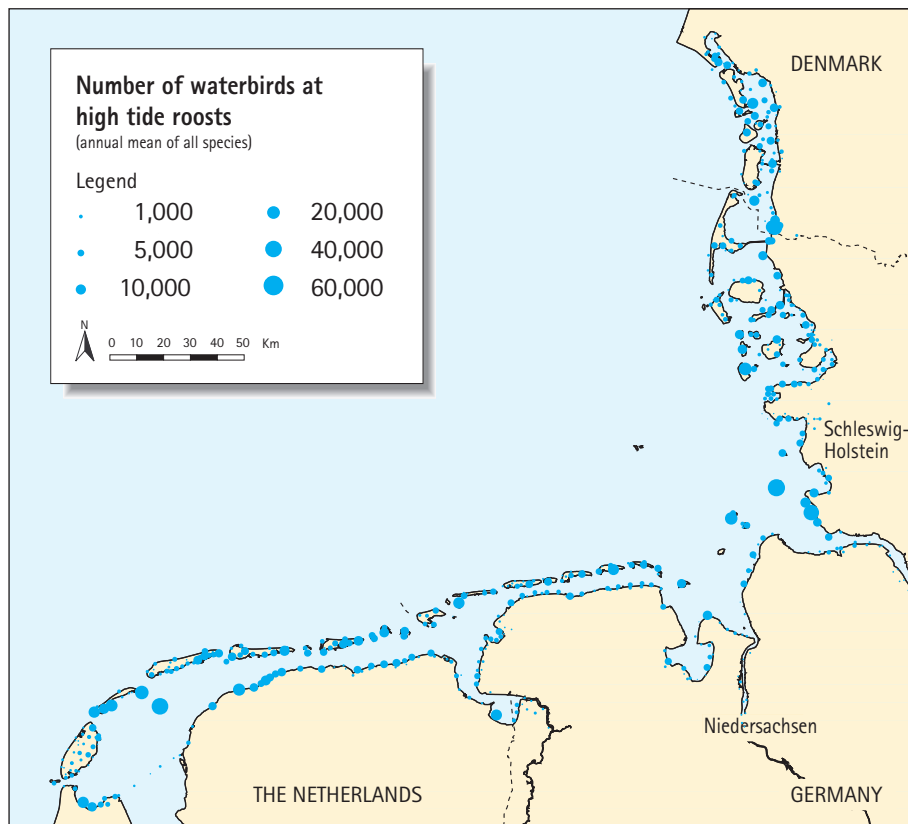 Number of waterbirds at
high tide roosts
(annual mean of all species)
Legend
1,000 20,000
5,000 40,000
10,000 60,000
N
0 10 20 30 40 50 Km
DENMARK
Schleswig-
Holstein
Niedersachsen
THE NETHERLANDS
GERMANY